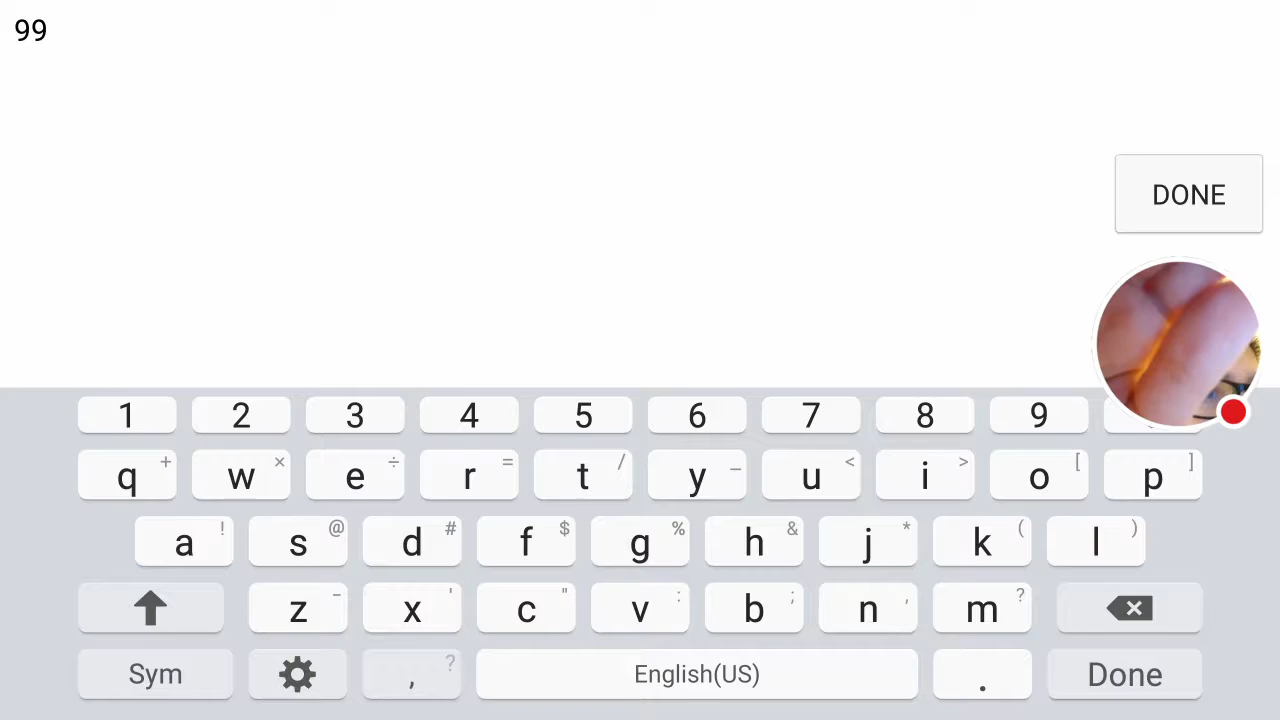 99
DONE
1 2 3 4 5 6 7 8 9
q + w × e ÷ r = t / y _ u < i > o [ p ]
a ! s @ d # f $ g % h & j * k ( l )
z - x ' c " v : b ; n , m ?
Sym , ? English(US) . Done